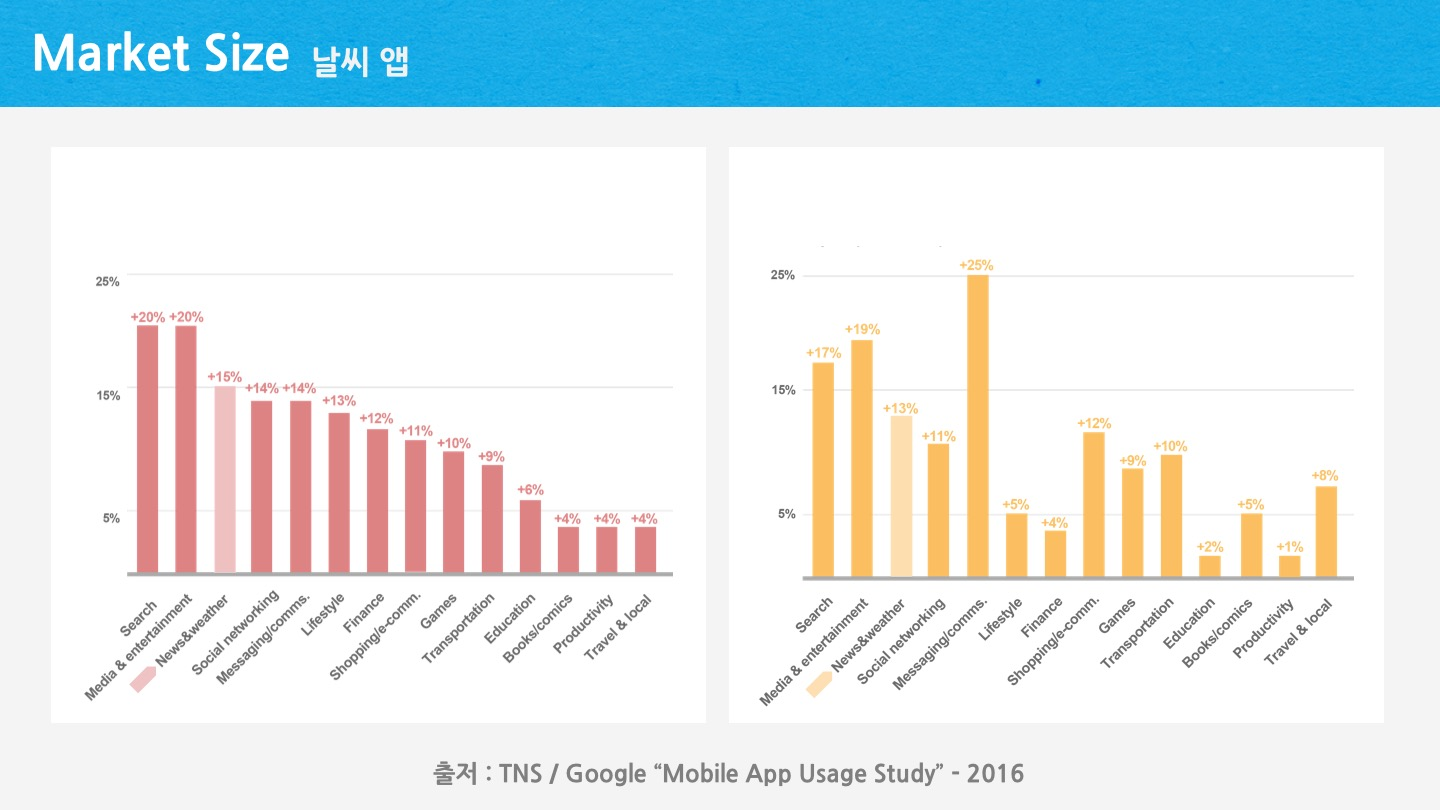 Market Size 날씨 앱
25%
15%
5%
+20% +20% +15% +14% +14% +13% +12% +11% +10% +9% +6% +4% +4% +4%
Search
Media & entertainment
News&weather
Social networking
Messaging/comms.
Lifestyle
Finance
Shopping/e-comm.
Games
Transportation
Education
Books/comics
Productivity
Travel & local
25%
15%
5%
+17% +19% +13% +11% +25% +5% +4% +12% +9% +10% +2% +5% +1% +8%
Search
Media & entertainment
News&weather
Social networking
Messaging/comms.
Lifestyle
Finance
Shopping/e-comm.
Games
Transportation
Education
Books/comics
Productivity
Travel & local
출저 : TNS / Google “Mobile App Usage Study” - 2016